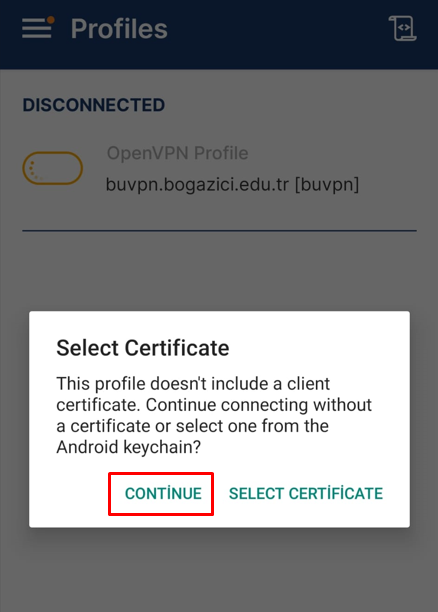 Profiles
DISCONNECTED
OpenVPN Profile
buvpn.bogazici.edu.tr [buvpn]
Select Certificate
This profile doesn't include a client
certificate. Continue connecting without
a certificate or select one from the
Android keychain?
CONTİNUE SELECT CERTİFİCATE